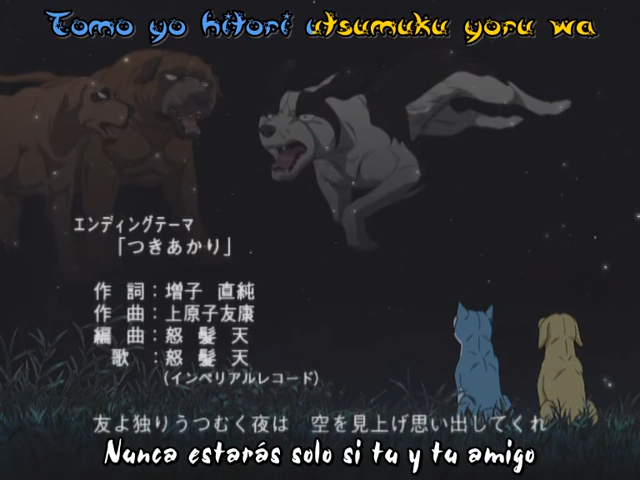 Tomo yo hitori utsumuku yoru wa
エンディングテーマ
「つきあかり」
作 詞：増子 直純
作 曲：上原子友康
編 曲：怒 髪 天
歌 ：怒 髪 天
（インペリアルレコード）
友よ独りうつむく夜は 空を見上げ思い出してくれ
Nunca estarás solo si tu y tu amigo